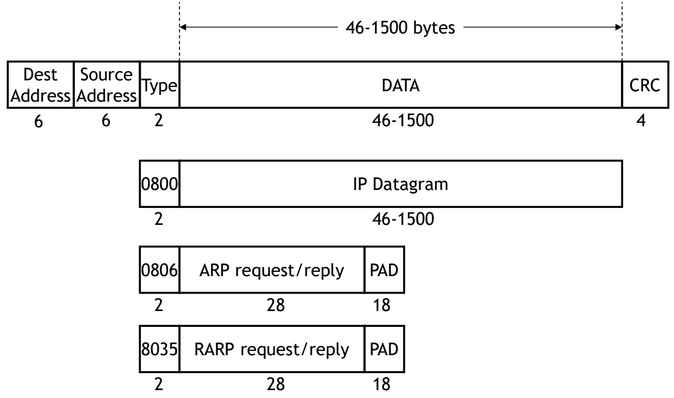 46-1500 bytes
Dest Address
Source Address
Type
DATA
CRC
6
6
2
46-1500
4
0800
IP Datagram
2
46-1500
0806
ARP request/reply
PAD
2
28
18
8035
RARP request/reply
PAD
2
28
18